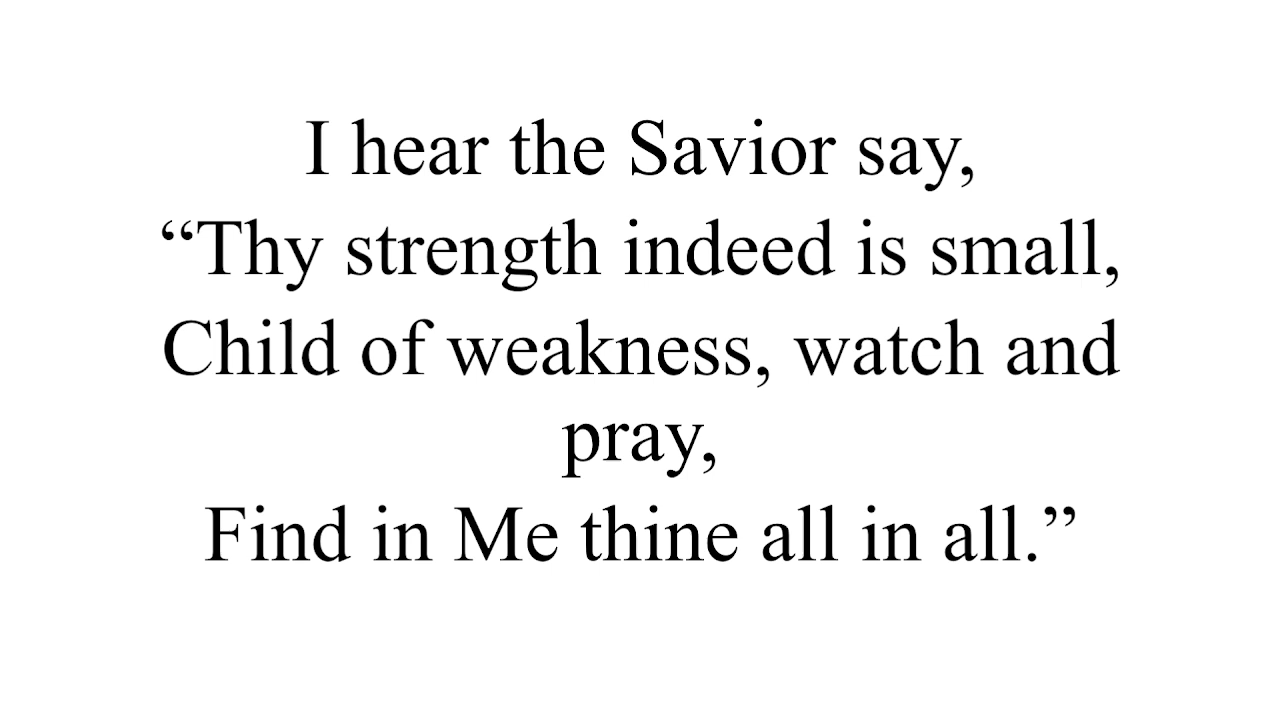 I hear the Savior say,
“Thy strength indeed is small,
Child of weakness, watch and
pray,
Find in Me thine all in all.”